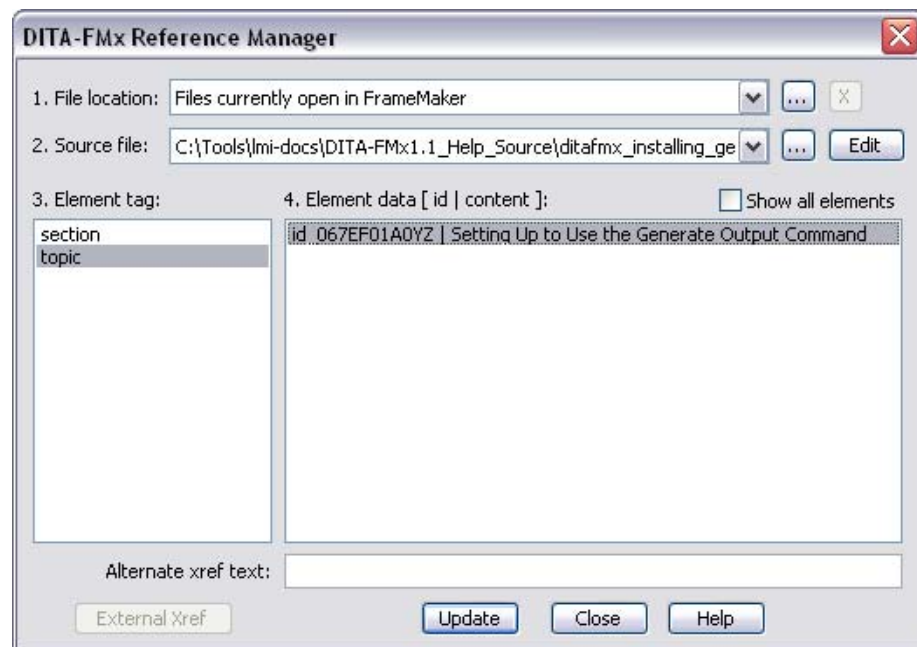 DITA-FMx Reference Manager
1. File location: Files currently open in FrameMaker ... X
2. Source file: C:\Tools\lmi-docs\DITA-FMx1.1_Help_Source\ditafmx_installing_ge ... Edit
3. Element tag: 4. Element data [ id | content ]: Show all elements
section id_067EF01A0YZ | Setting Up to Use the Generate Output Command
topic
Alternate xref text:
External Xref Update Close Help